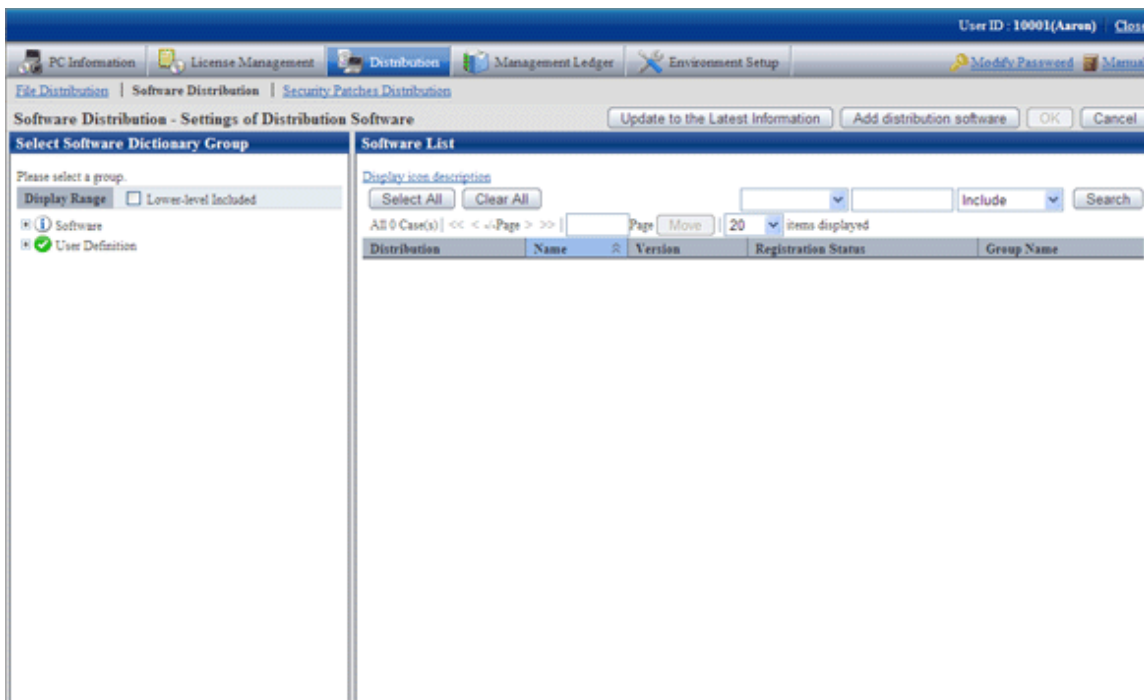 User ID : 10001(Aaron) Close
PC Information License Management Distribution Management Ledger Environment Setup Modify Password Manual
File Distribution | Software Distribution | Security Patches Distribution
Software Distribution - Settings of Distribution Software Update to the Latest Information Add distribution software OK Cancel
Select Software Dictionary Group
Please select a group.
Display Range Lower-level Included
Software
User Definition
Software List
Display icon description
Select All Clear All Include Search
All 0 Case(s) | << < -/-Page > >> | Page Move | 20 items displayed
Distribution Name Version Registration Status Group Name